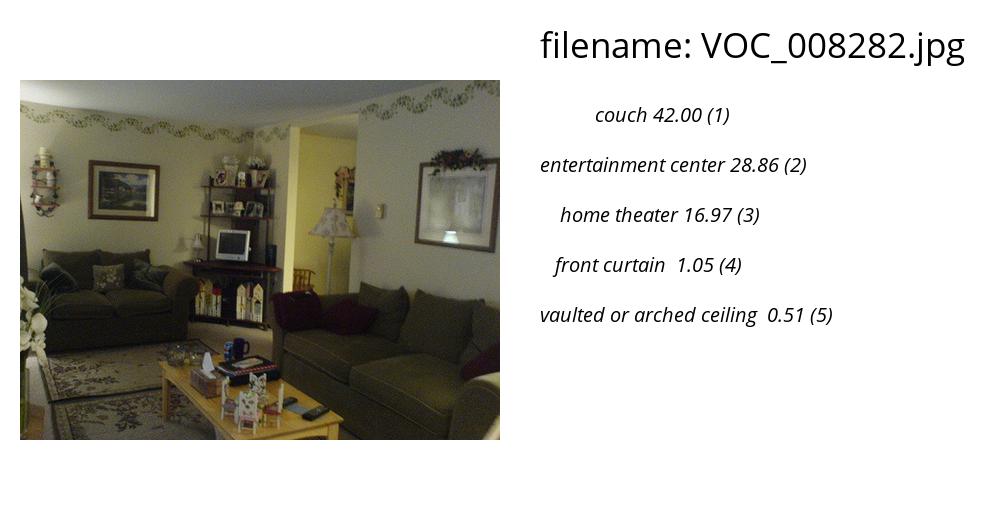 filename: VOC_008282.jpg
couch 42.00 (1)
entertainment center 28.86 (2)
home theater 16.97 (3)
front curtain 1.05 (4)
vaulted or arched ceiling 0.51 (5)